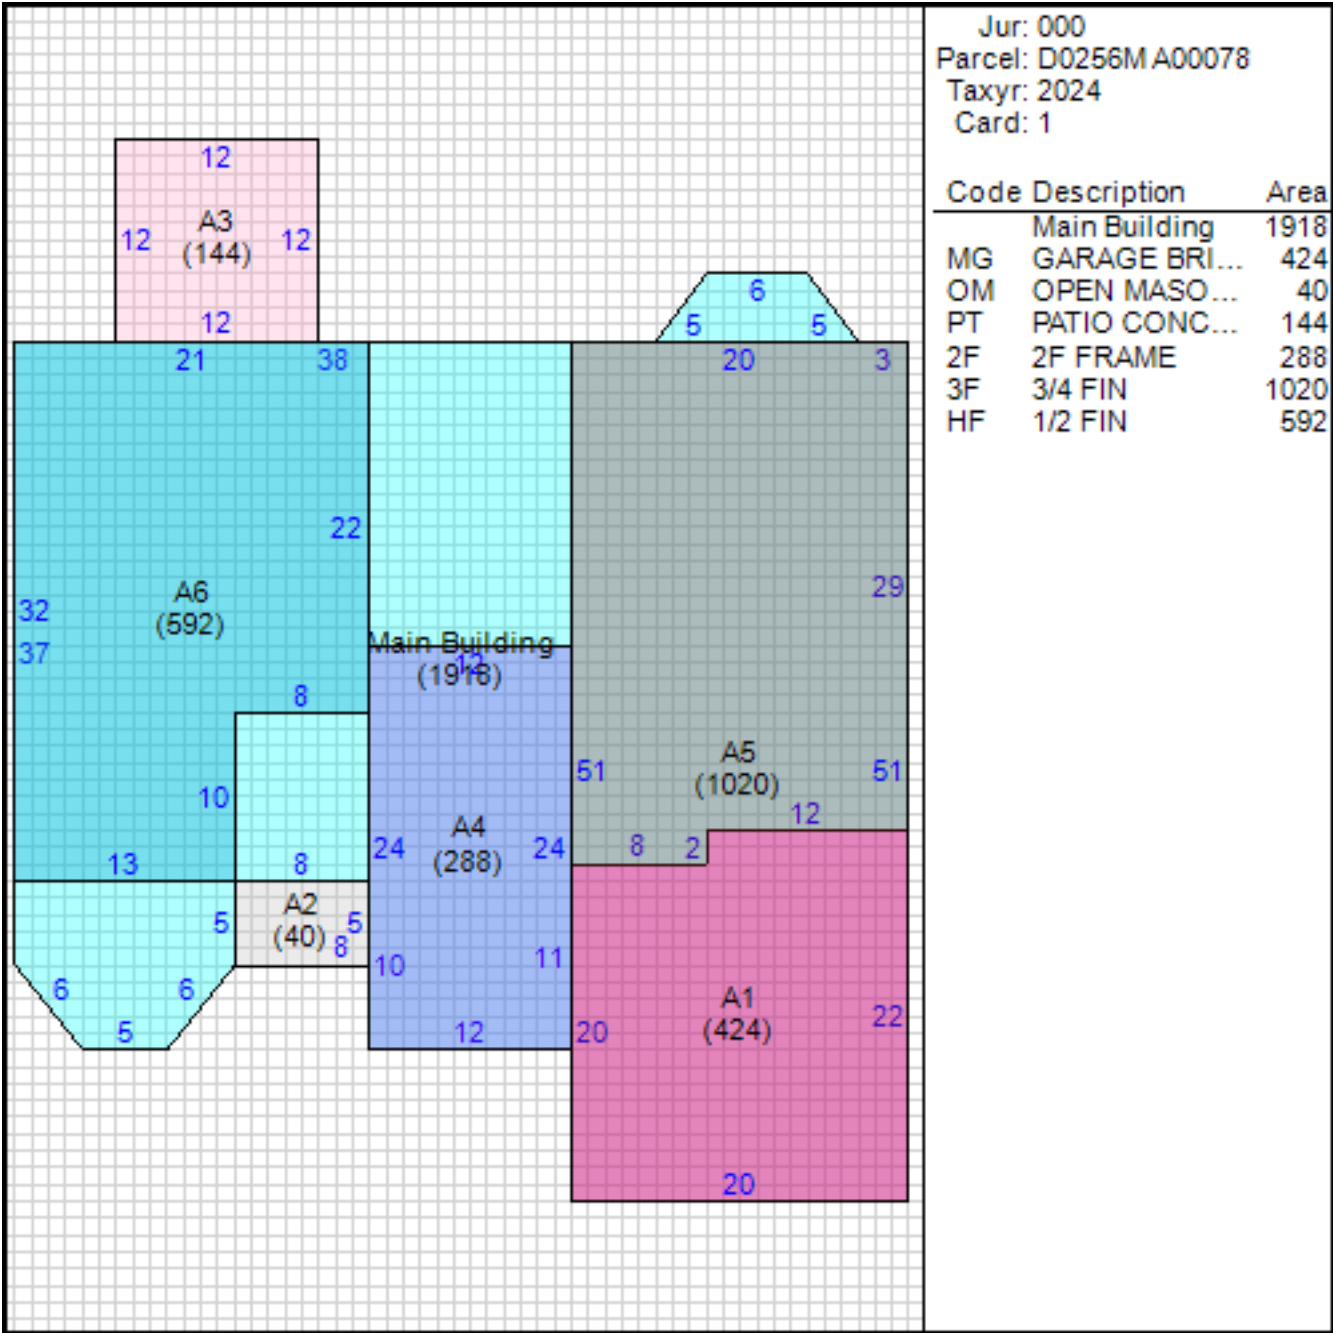 Jur: 000
Parcel: D0256M A00078
Taxyr: 2024
Card: 1
Code Description Area
Main Building 1918
MG GARAGE BRI... 424
OM OPEN MASO... 40
PT PATIO CONC... 144
2F 2F FRAME 288
3F 3/4 FIN 1020
HF 1/2 FIN 592
12
A3
12 12
(144)
12
6
5 5
21 38 20 3
22
29
A6
32
(592)
37
Main Building
12
(1918)
8
A5
51 51
(1020)
10
12
A4
24 24
(288)
8 2
13 8
A2
5 5
(40) 8
10 11
6 6
A1
22
(424)
5 12 20
20